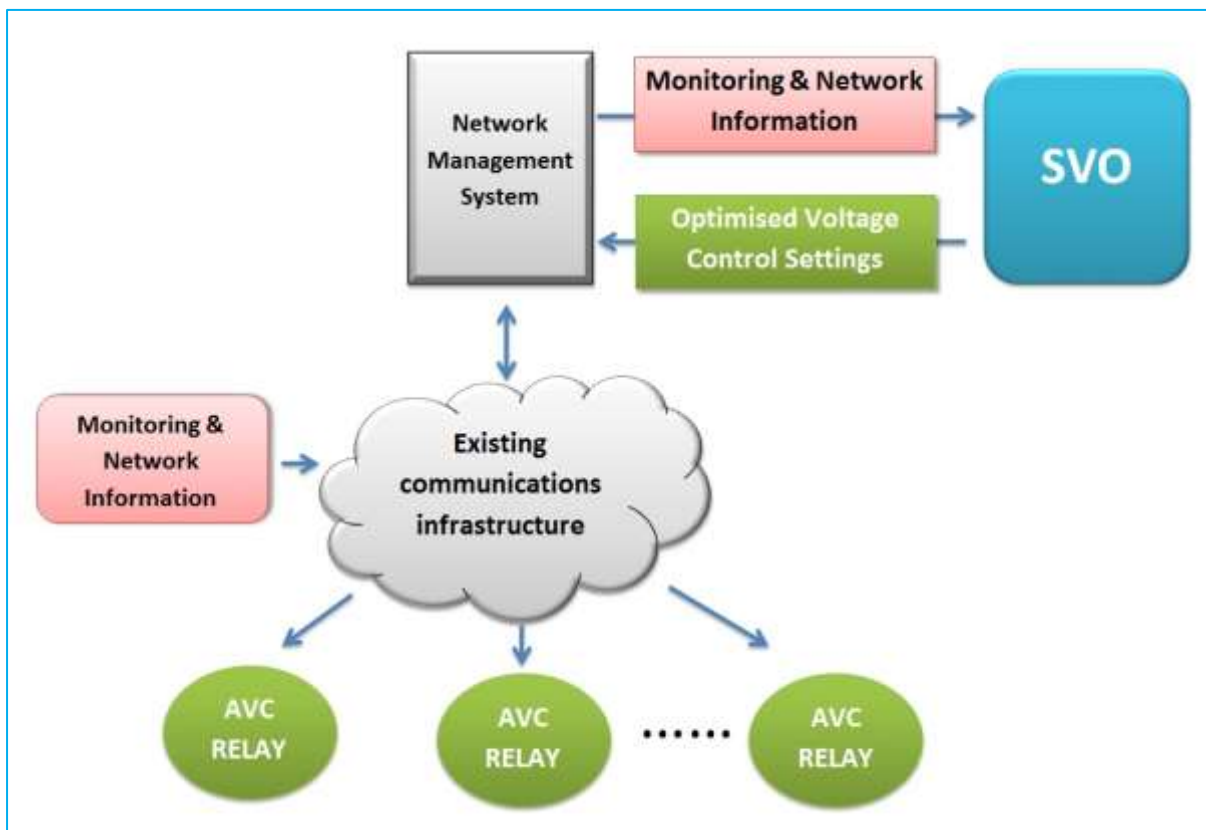 Network
Management
System
Monitoring & Network
Information
SVO
Optimised Voltage
Control Settings
Monitoring &
Network
Information
Existing
communications
infrastructure
AVC
RELAY
AVC
RELAY
......
AVC
RELAY